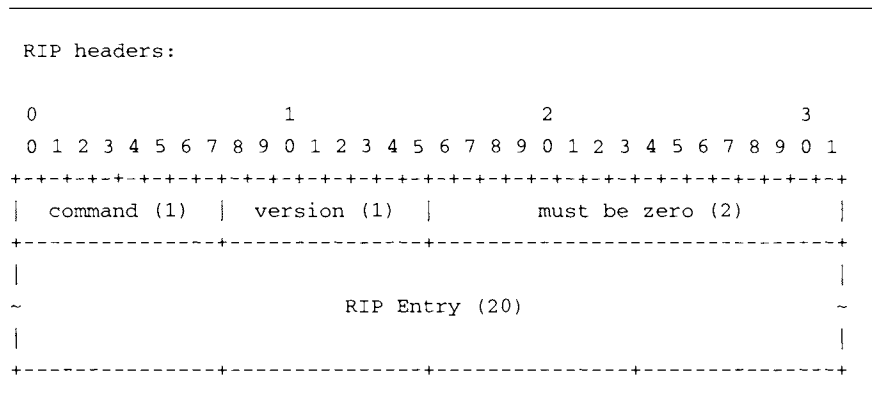 RIP headers:
0                   1                   2                   3
0 1 2 3 4 5 6 7 8 9 0 1 2 3 4 5 6 7 8 9 0 1 2 3 4 5 6 7 8 9 0 1
+-+-+-+-+-+-+-+-+-+-+-+-+-+-+-+-+-+-+-+-+-+-+-+-+-+-+-+-+-+-+-+-+
|  command (1)  |  version (1)  |       must be zero (2)        |
+---------------+---------------+-------------------------------+
|                                                               |
~                         RIP Entry (20)                        ~
|                                                               |
+---------------+---------------+---------------+---------------+